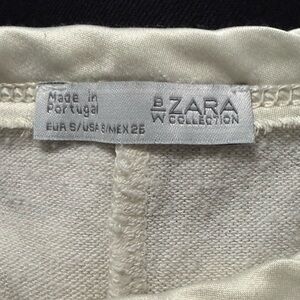 Made in
Portugal
EUR S/USA S/MEX 26
B/W ZARA
COLLECTION